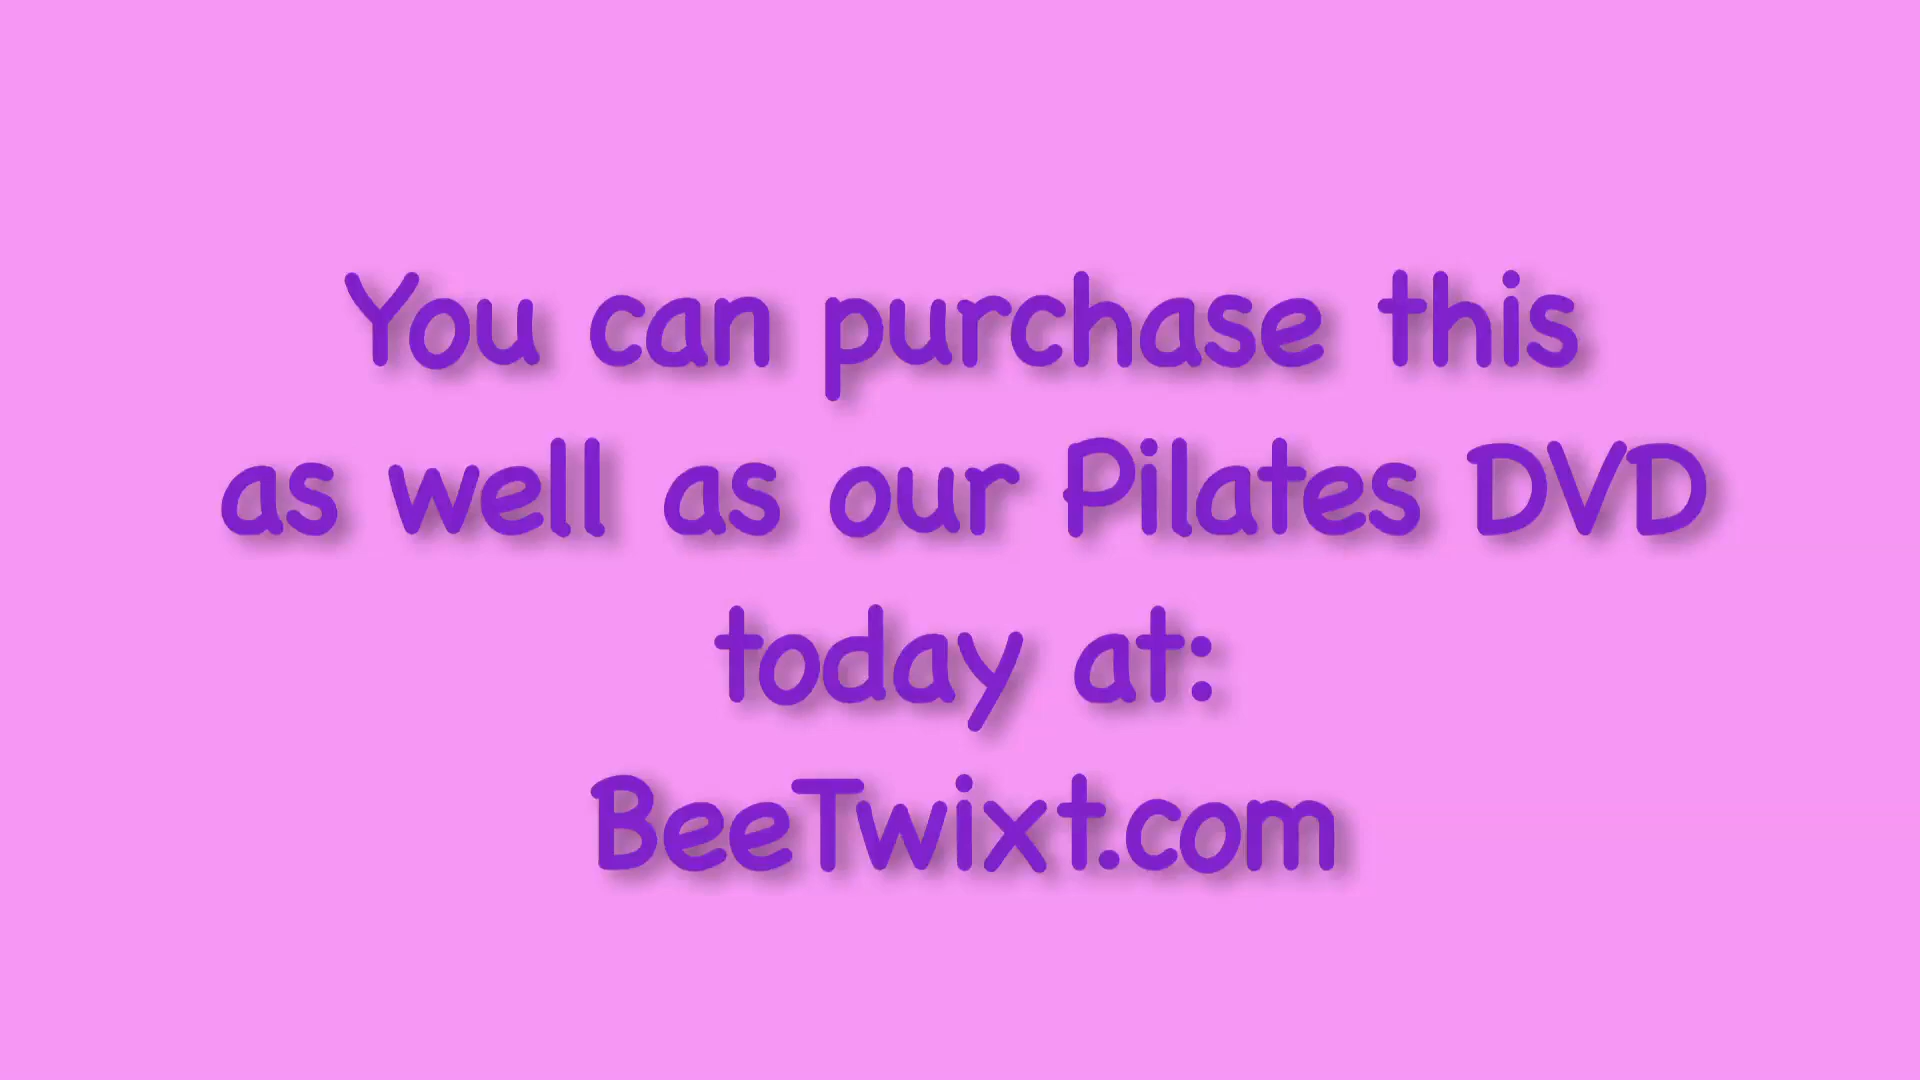 You can purchase this
as well as our Pilates DVD
today at:
BeeTwixt.com